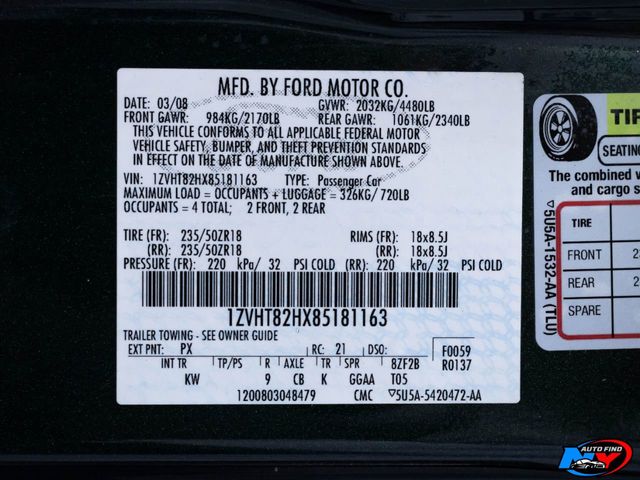 MFD. BY FORD MOTOR CO.
DATE: 03/08 GVWR: 2032KG/4480LB
FRONT GAWR: 984KG/2170LB REAR GAWR: 1061KG/2340LB
THIS VEHICLE CONFORMS TO ALL APPLICABLE FEDERAL MOTOR
VEHICLE SAFETY, BUMPER, AND THEFT PREVENTION STANDARDS
IN EFFECT ON THE DATE OF MANUFACTURE SHOWN ABOVE.
VIN: 1ZVHT82HX85181163 TYPE: Passenger Car
MAXIMUM LOAD = OCCUPANTS + LUGGAGE = 326KG/720LB
OCCUPANTS = 4 TOTAL; 2 FRONT, 2 REAR
TIRE (FR): 235/50ZR18 RIMS (FR): 18x8.5J
(RR): 235/50ZR18 (RR): 18x8.5J
PRESSURE (FR): 220 kPa/ 32 PSI COLD (RR): 220 kPa/ 32 PSI COLD
1ZVHT82HX85181163
TRAILER TOWING - SEE OWNER GUIDE
EXT PNT: PX RC: 21 DSO: F0059
INT TR TP/PS R AXLE TR SPR 8ZF2B R0137
KW 9 CB K GGAA T05
1200803048479 CMC 5U5A-5420472-AA
TIR
SEATING
The combined w
and cargo s
TIRE
FRONT 2
REAR 2
SPARE
5U5A-1532-AA (TLU)
AUTO FIND
NY